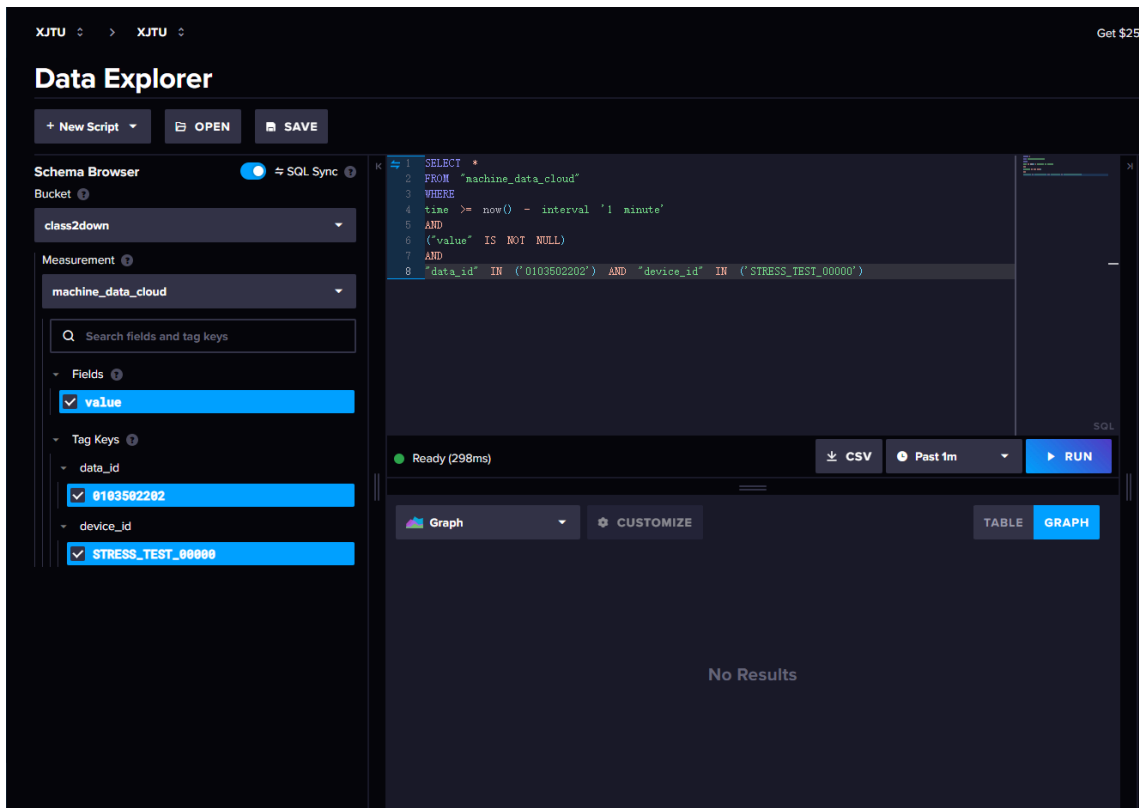 XJTU > XJTU
Get $25
Data Explorer
+ New Script
OPEN
SAVE
Schema Browser
SQL Sync
Bucket
class2down
Measurement
machine_data_cloud
Search fields and tag keys
Fields
value
Tag Keys
data_id
0103502202
device_id
STRESS_TEST_00000
1 SELECT *
2 FROM "machine_data_cloud"
3 WHERE
4 time >= now() - interval '1 minute'
5 AND
6 ("value" IS NOT NULL)
7 AND
8 "data_id" IN ('0103502202') AND "device_id" IN ('STRESS_TEST_00000')
SQL
Ready (298ms)
CSV
Past 1m
RUN
Graph
CUSTOMIZE
TABLE
GRAPH
No Results